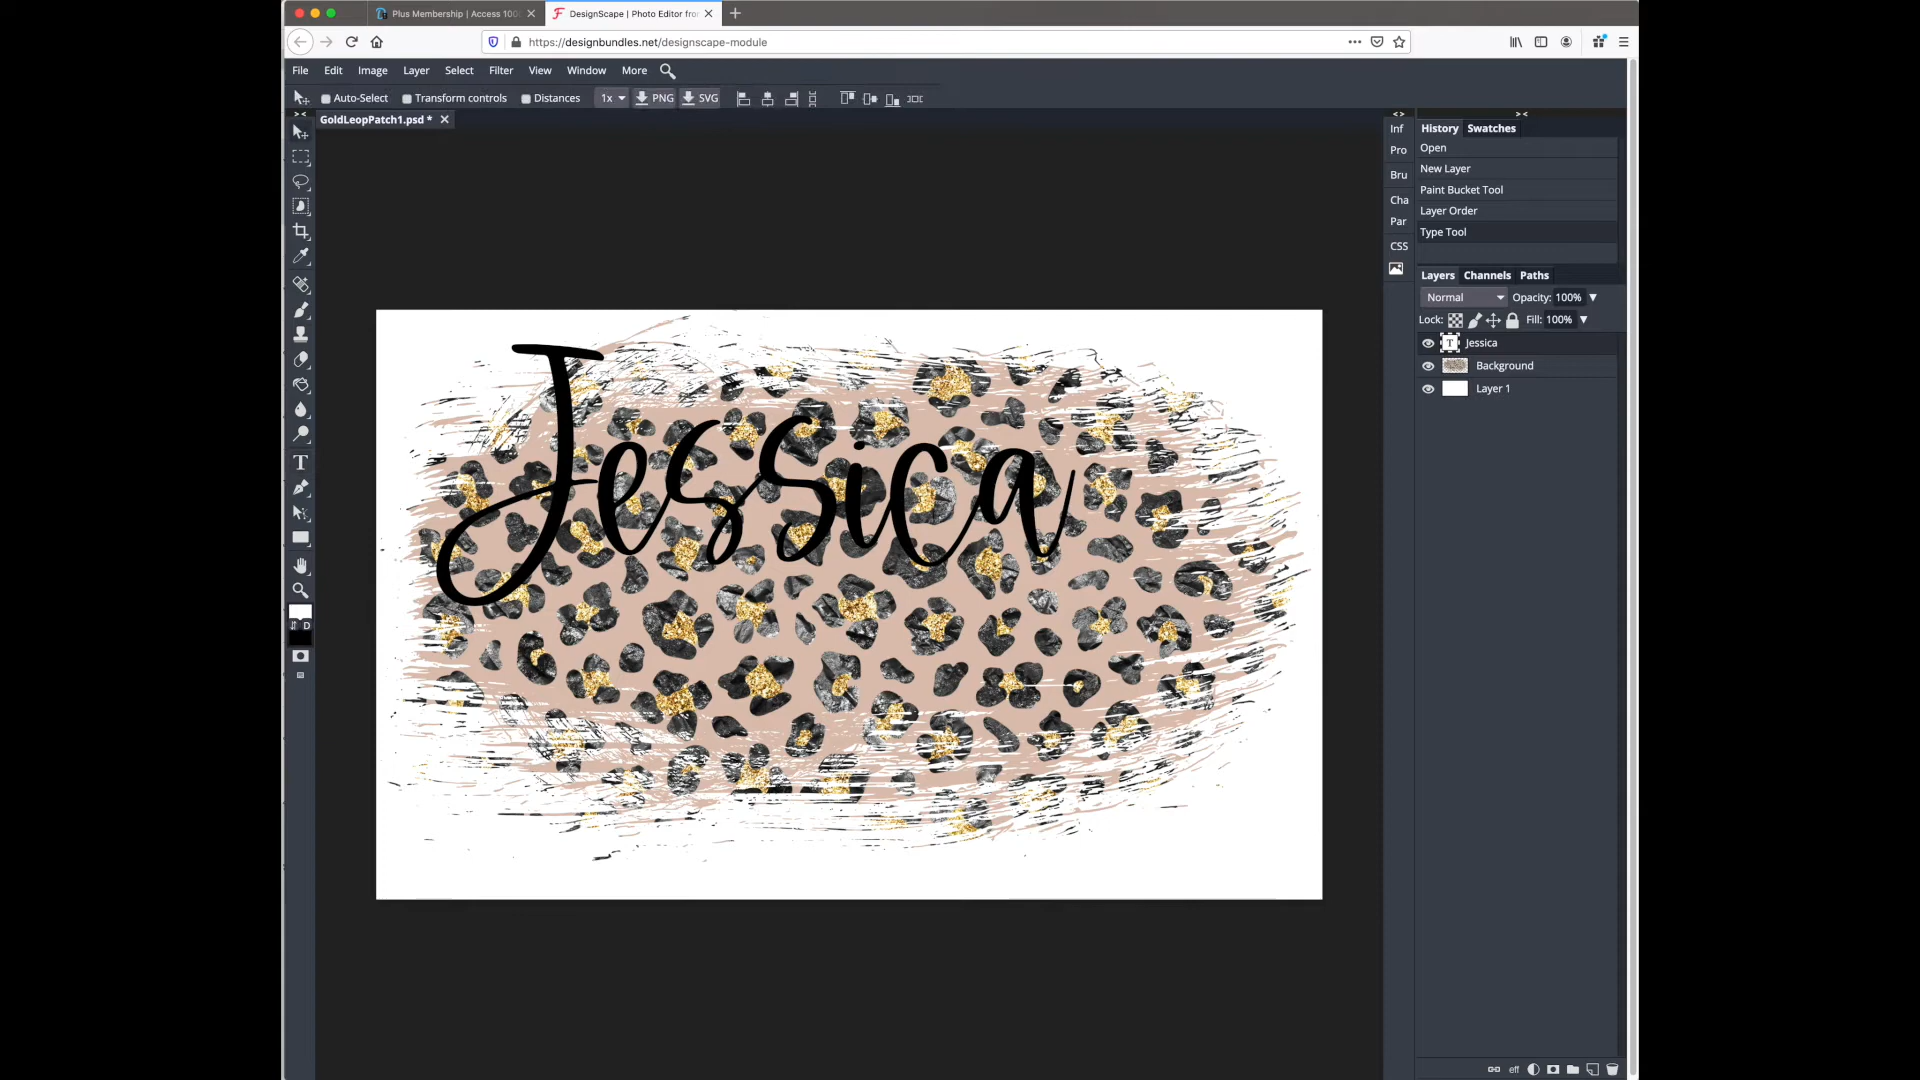 Plus Membership | Access 100
DesignScape | Photo Editor fro
https://designbundles.net/designscape-module
File Edit Image Layer Select Filter View Window More
Auto-Select Transform controls Distances 1x PNG SVG
GoldLeopPatch1.psd *
Inf
Pro
Bru
Cha
Par
CSS
History Swatches
Open
New Layer
Paint Bucket Tool
Layer Order
Type Tool
Layers Channels Paths
Normal Opacity: 100%
Lock: Fill: 100%
T Jessica
Background
Layer 1
Jessica
T
D
eff